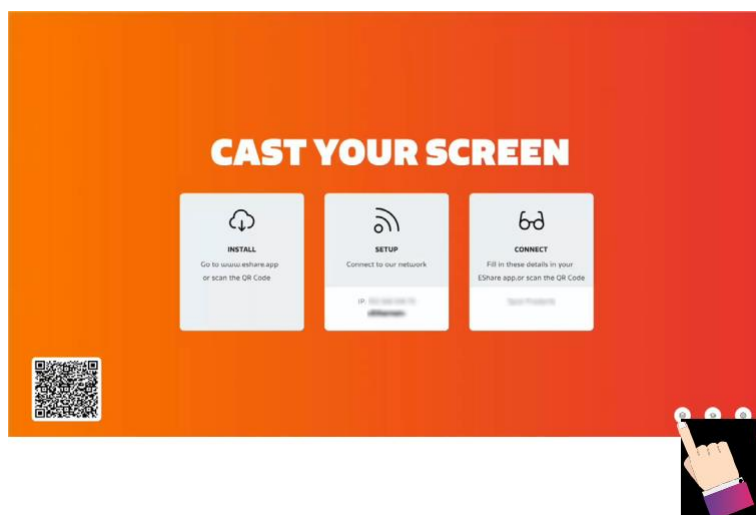 CAST YOUR SCREEN
INSTALL
Go to www.eshare.app
or scan the QR Code
SETUP
Connect to our network
IP:
CONNECT
Fill in these details in your
EShare app,or scan the QR Code